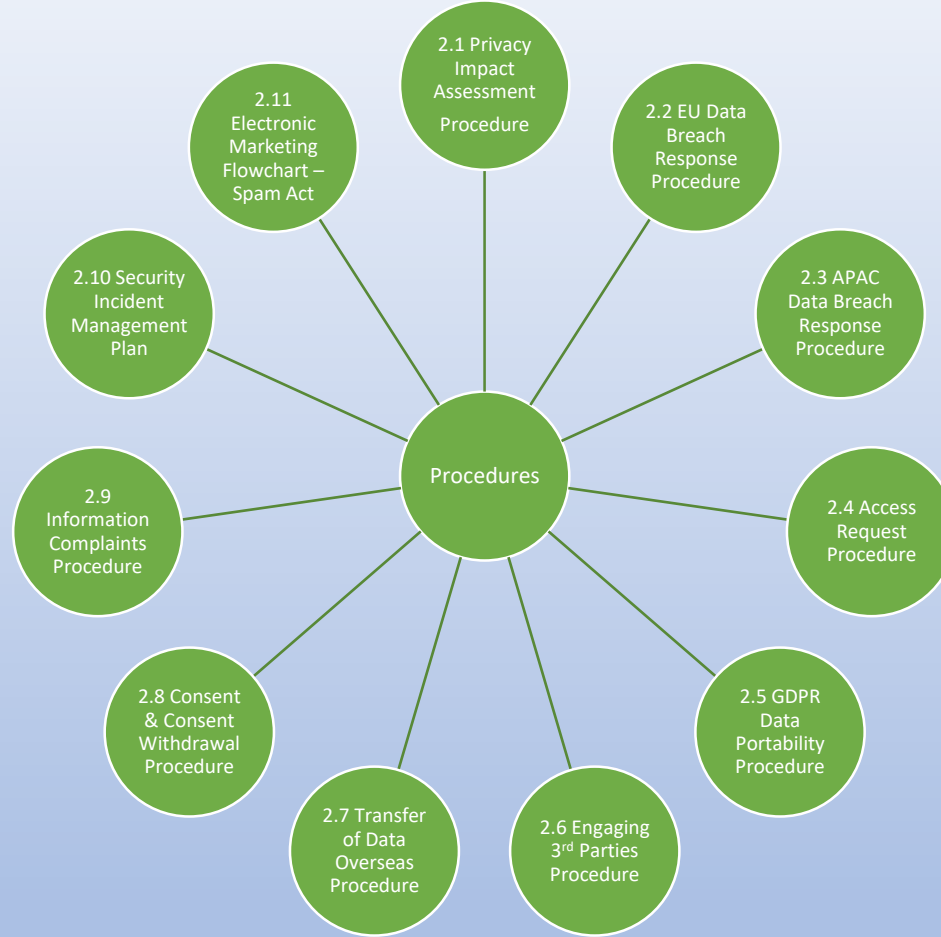 2.1 Privacy
Impact
Assessment
Procedure
2.2 EU Data
Breach
Response
Procedure
2.3 APAC
Data Breach
Response
Procedure
2.4 Access
Request
Procedure
2.5 GDPR
Data
Portability
Procedure
2.6 Engaging
3rd Parties
Procedure
2.7 Transfer
of Data
Overseas
Procedure
2.8 Consent
& Consent
Withdrawal
Procedure
2.9
Information
Complaints
Procedure
2.10 Security
Incident
Management
Plan
2.11
Electronic
Marketing
Flowchart –
Spam Act
Procedures